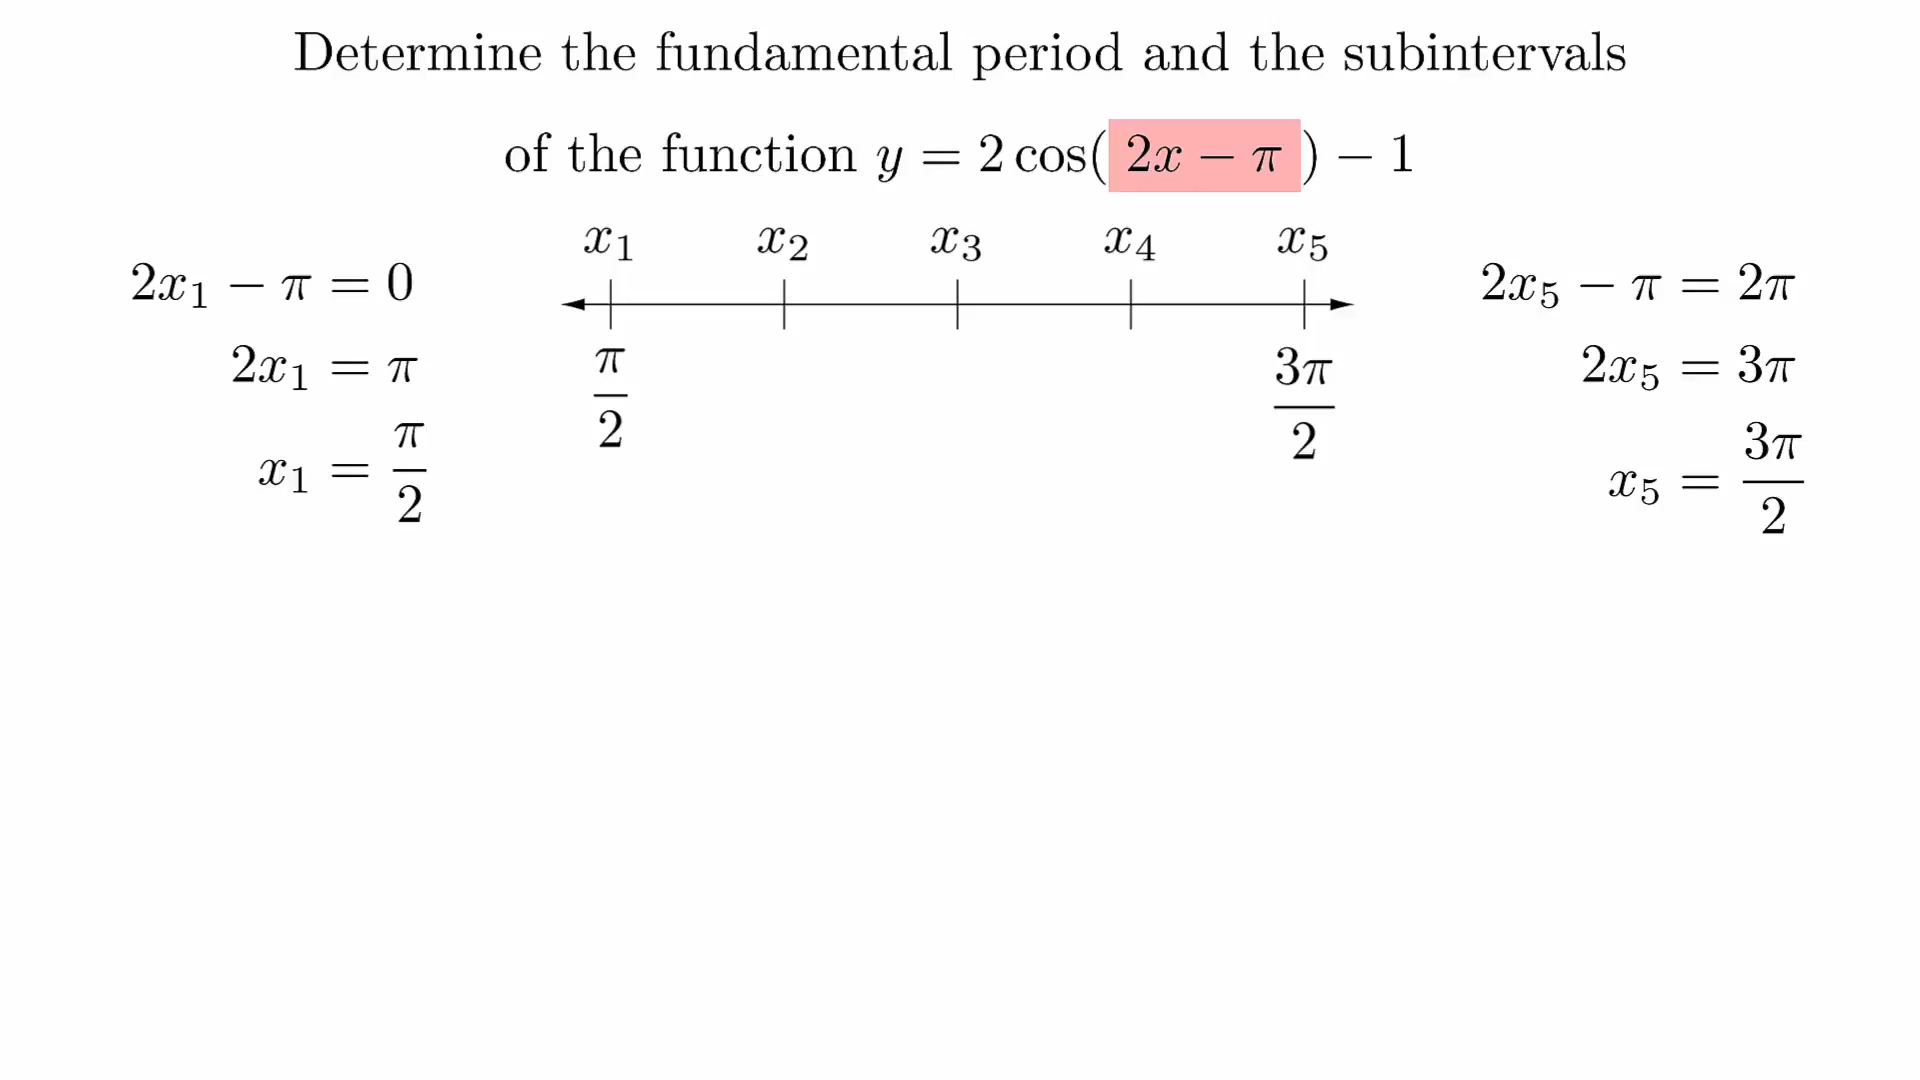 Determine the fundamental period and the subintervals
of the function y = 2 cos( 2x − π ) − 1
x₁ x₂ x₃ x₄ x₅
π/2 3π/2
2x₁ − π = 0
2x₁ = π
x₁ = π/2
2x₅ − π = 2π
2x₅ = 3π
x₅ = 3π/2